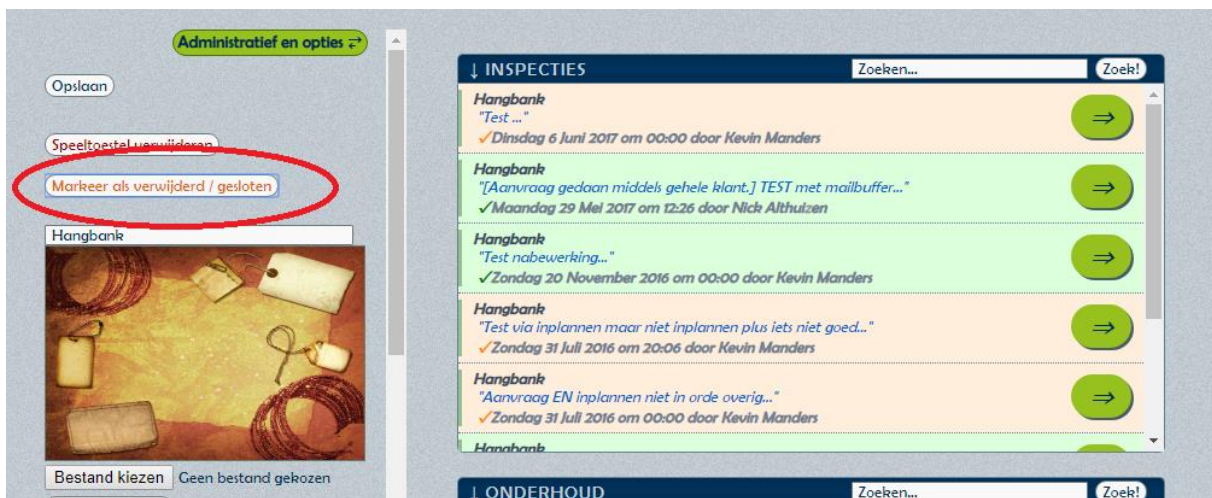 Administratief en opties
Opslaan
Speeltoestel verwijderen
Markeer als verwijderd / gesloten
Hangbank
Bestand kiezen Geen bestand gekozen
↓ INSPECTIES Zoeken... Zoek!
Hangbank
"Test ..."
✓Dinsdag 6 Juni 2017 om 00:00 door Kevin Manders
Hangbank
"[Aanvraag gedaan middels gehele klant.] TEST met mailbuffer..."
✓Maandag 29 Mei 2017 om 12:26 door Nick Althuizen
Hangbank
"Test nabewerking..."
✓Zondag 20 November 2016 om 00:00 door Kevin Manders
Hangbank
"Test via inplannen maar niet inplannen plus iets niet goed..."
✓Zondag 31 Juli 2016 om 20:06 door Kevin Manders
Hangbank
"Aanvraag EN inplannen niet in orde overig..."
✓Zondag 31 Juli 2016 om 00:00 door Kevin Manders
Hangbank
↓ ONDERHOUD Zoeken... Zoek!